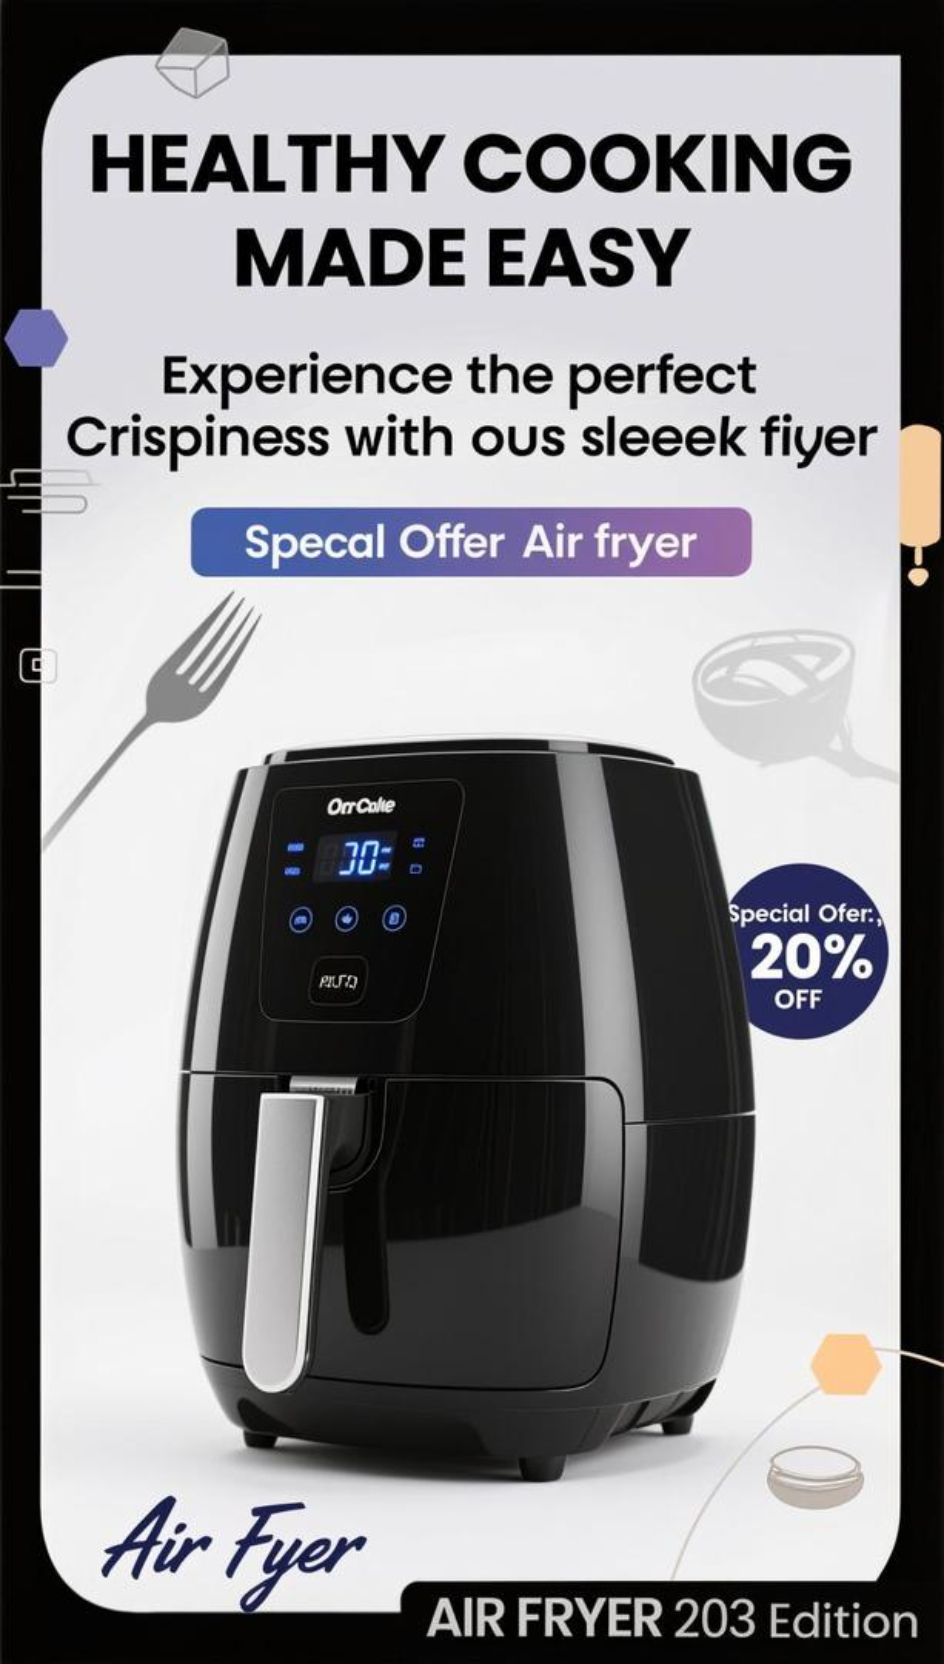 HEALTHY COOKING
MADE EASY
Experience the perfect
Crispiness with ous sleeek fiyer
Specal Offer Air fryer
OrrCake
Special Ofer:,
20%
OFF
Air Fyer
AIR FRYER 203 Edition